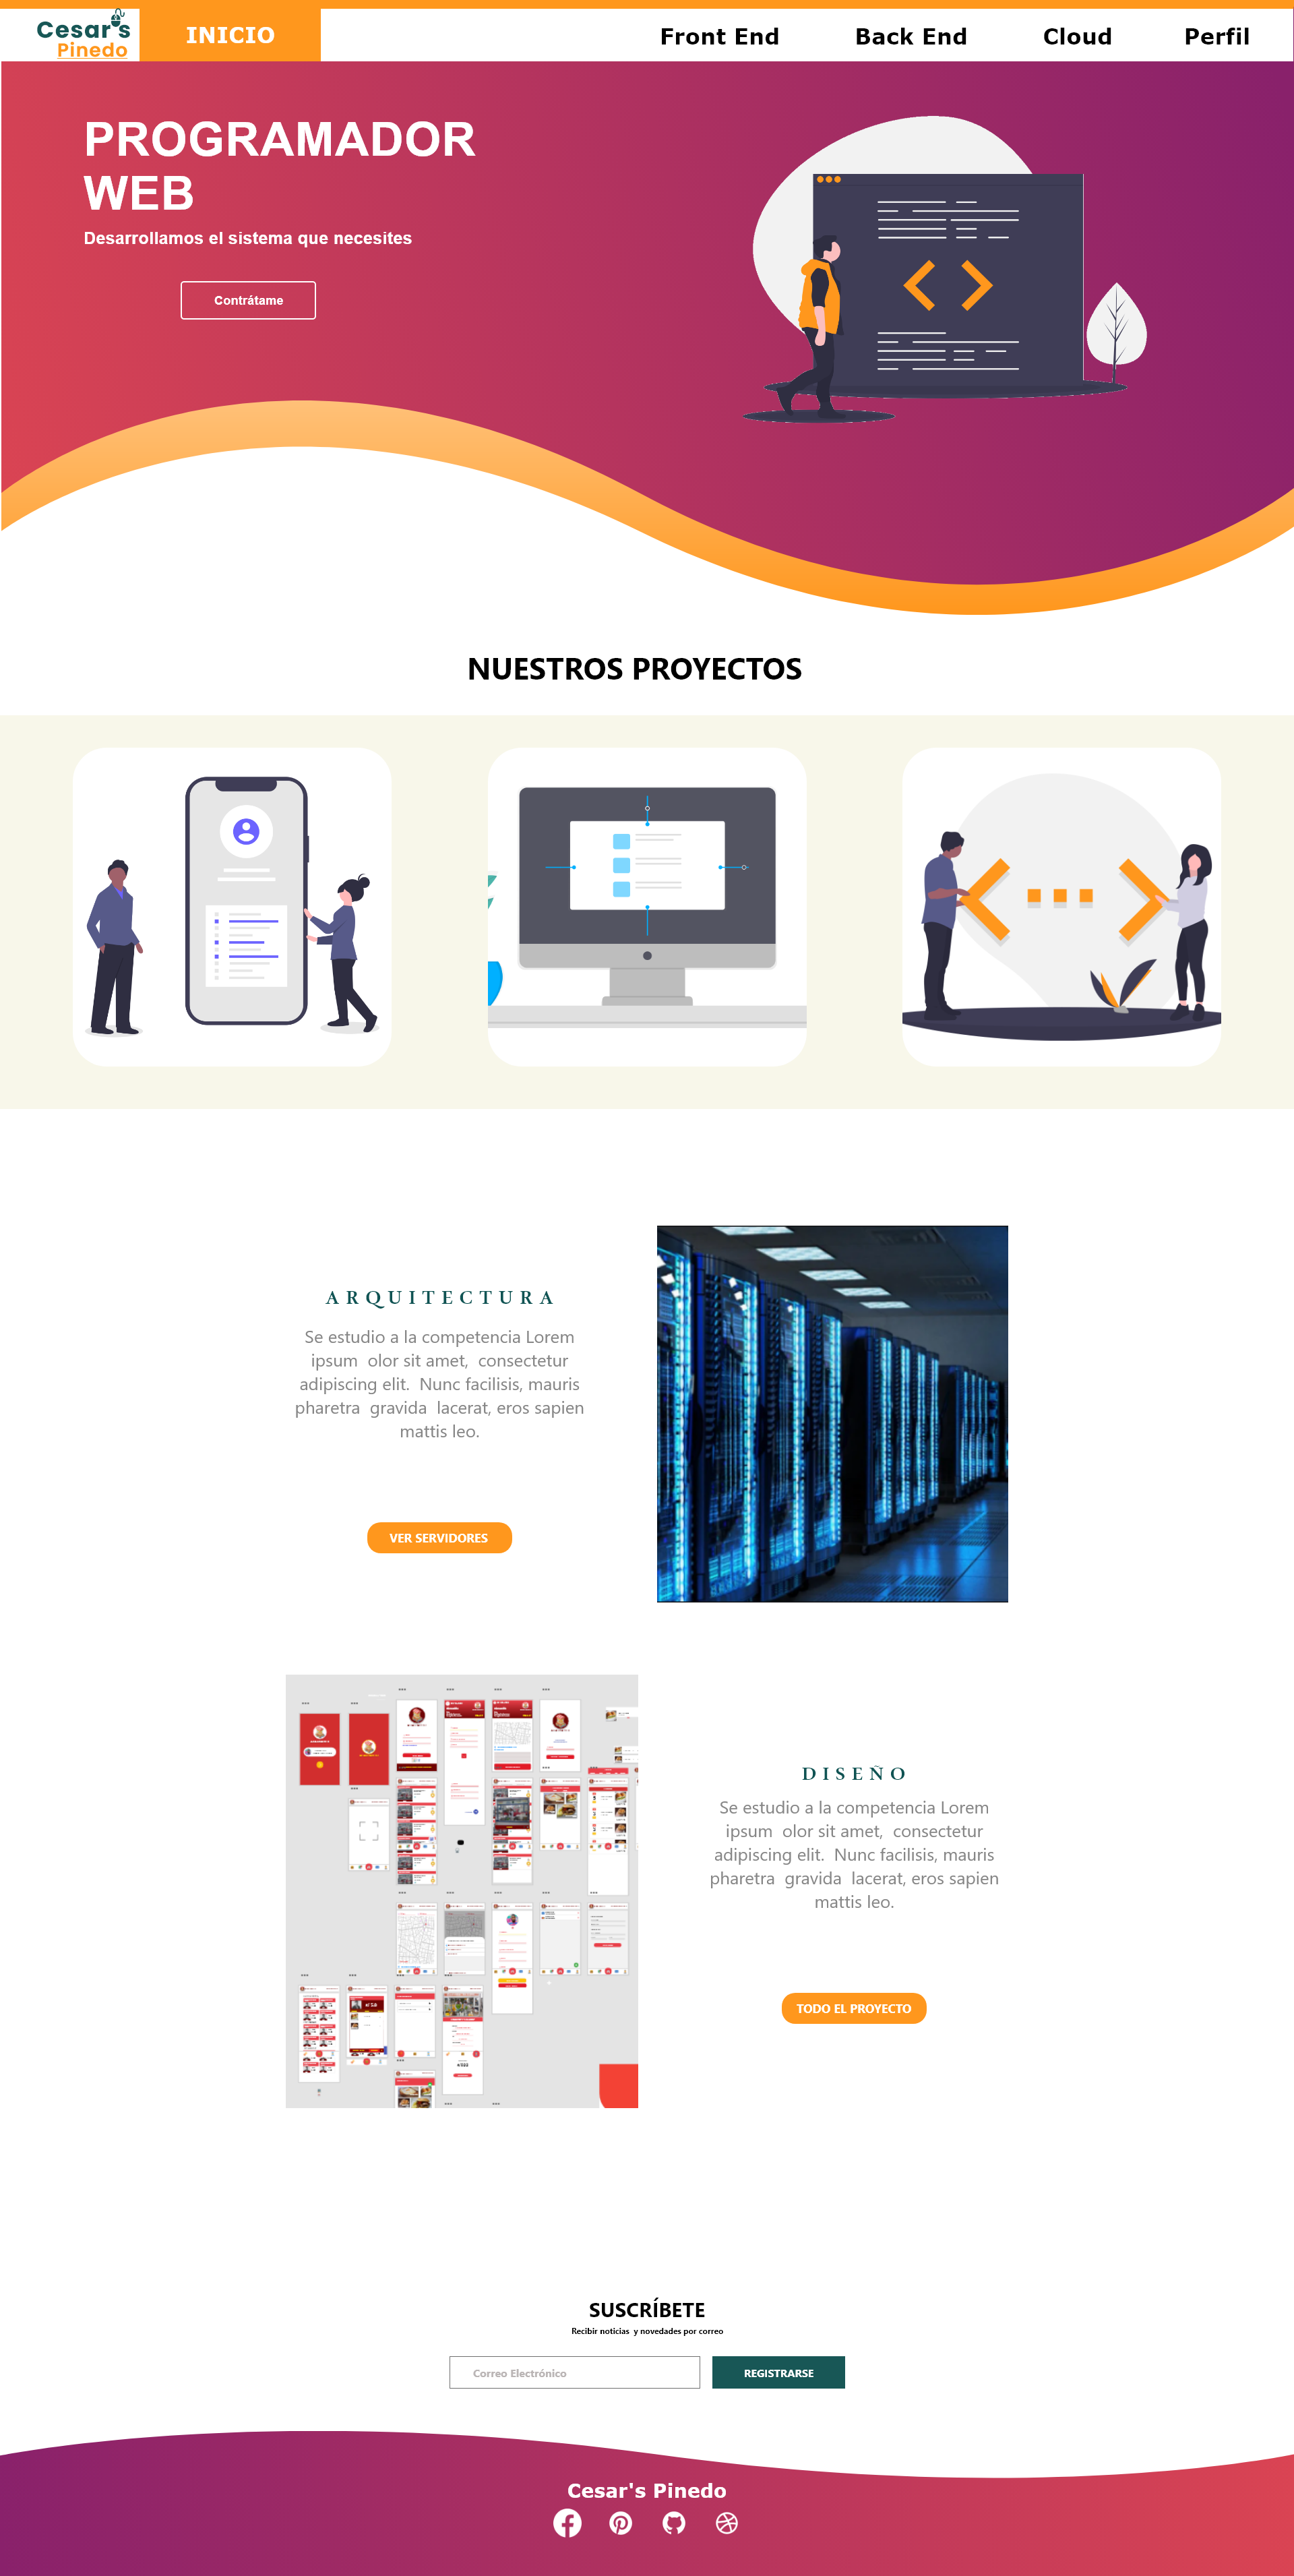 Cesar's
Pinedo
INICIO
Front End
Back End
Cloud
Perfil
PROGRAMADOR
WEB
Desarrollamos el sistema que necesites
Contrátame
NUESTROS PROYECTOS
ARQUITECTURA
Se estudio a la competencia Lorem
ipsum olor sit amet, consectetur
adipiscing elit. Nunc facilisis, mauris
pharetra gravida lacerat, eros sapien
mattis leo.
VER SERVIDORES
DISEÑO
Se estudio a la competencia Lorem
ipsum olor sit amet, consectetur
adipiscing elit. Nunc facilisis, mauris
pharetra gravida lacerat, eros sapien
mattis leo.
TODO EL PROYECTO
SUSCRÍBETE
Recibir noticias y novedades por correo
Correo Electrónico
REGISTRARSE
Cesar's Pinedo